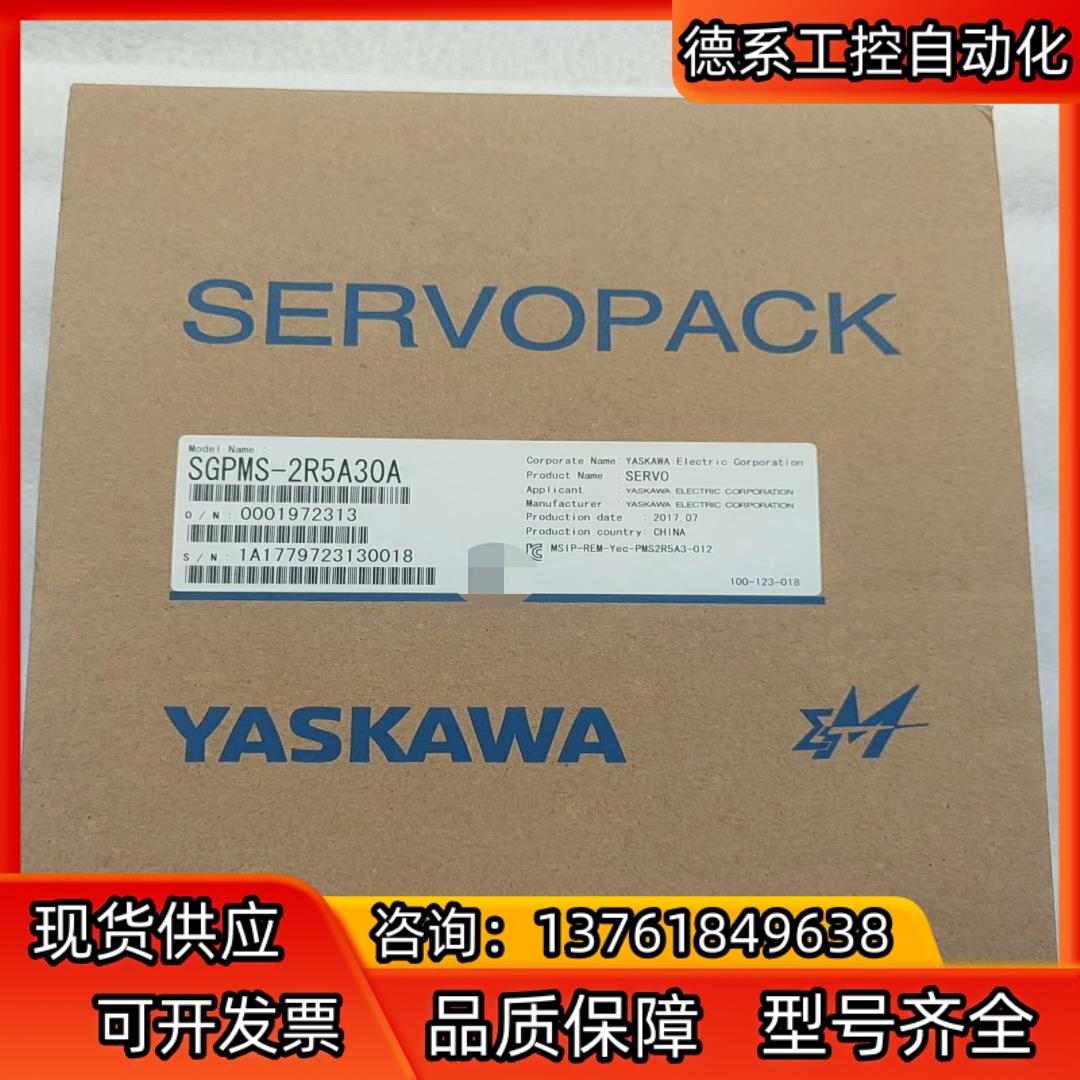 德系工控自动化
SERVOPACK
Model Name :
SGPMS-2R5A30A
O / N : 0001972313
S / N : 1A1779723130018
Corporate Name: YASKAWA Electric Corporation
Product Name : SERVO
Applicant : YASKAWA ELECTRIC CORPORATION
Manufacturer : YASKAWA ELECTRIC CORPORATION
Production date : 2017.07
Production country: CHINA
MSIP-REM-Yec-PMS2R5A3-012
100-123-018
YASKAWA
现货供应
咨询：13761849638
可开发票
品质保障
型号齐全